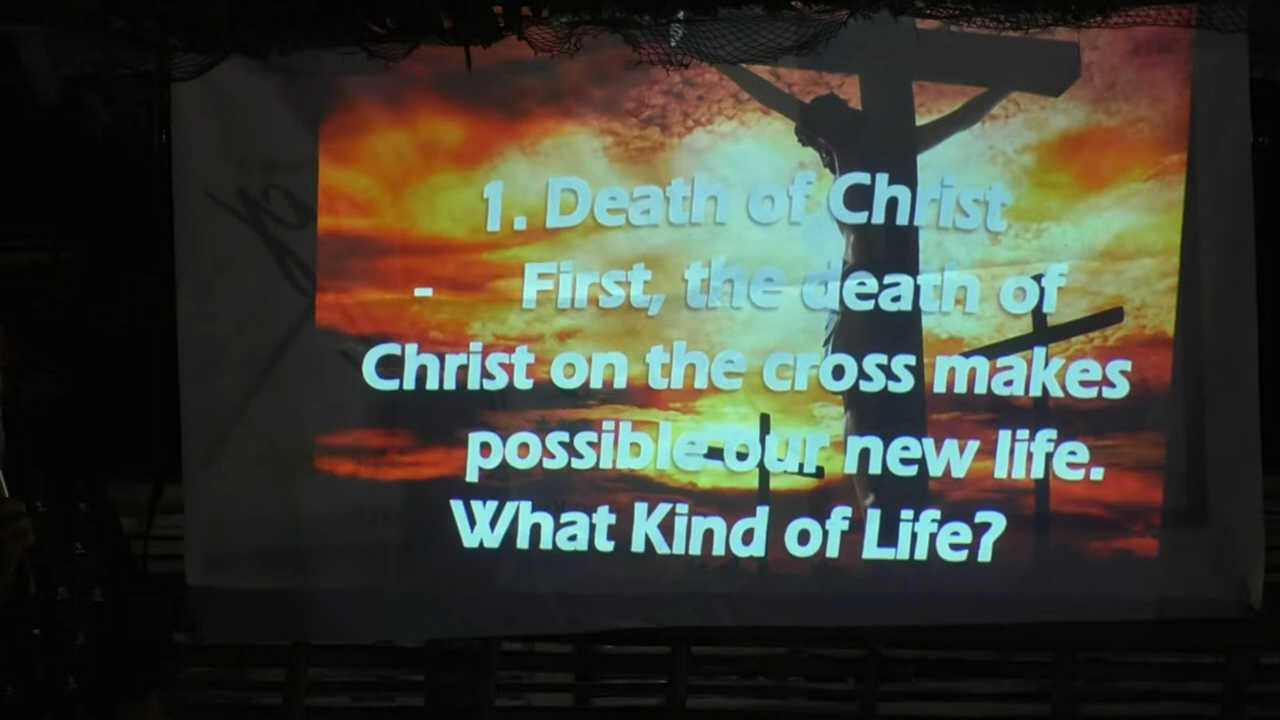 1. Death of Christ
- First, the death of
Christ on the cross makes
possible our new life.
What Kind of Life?